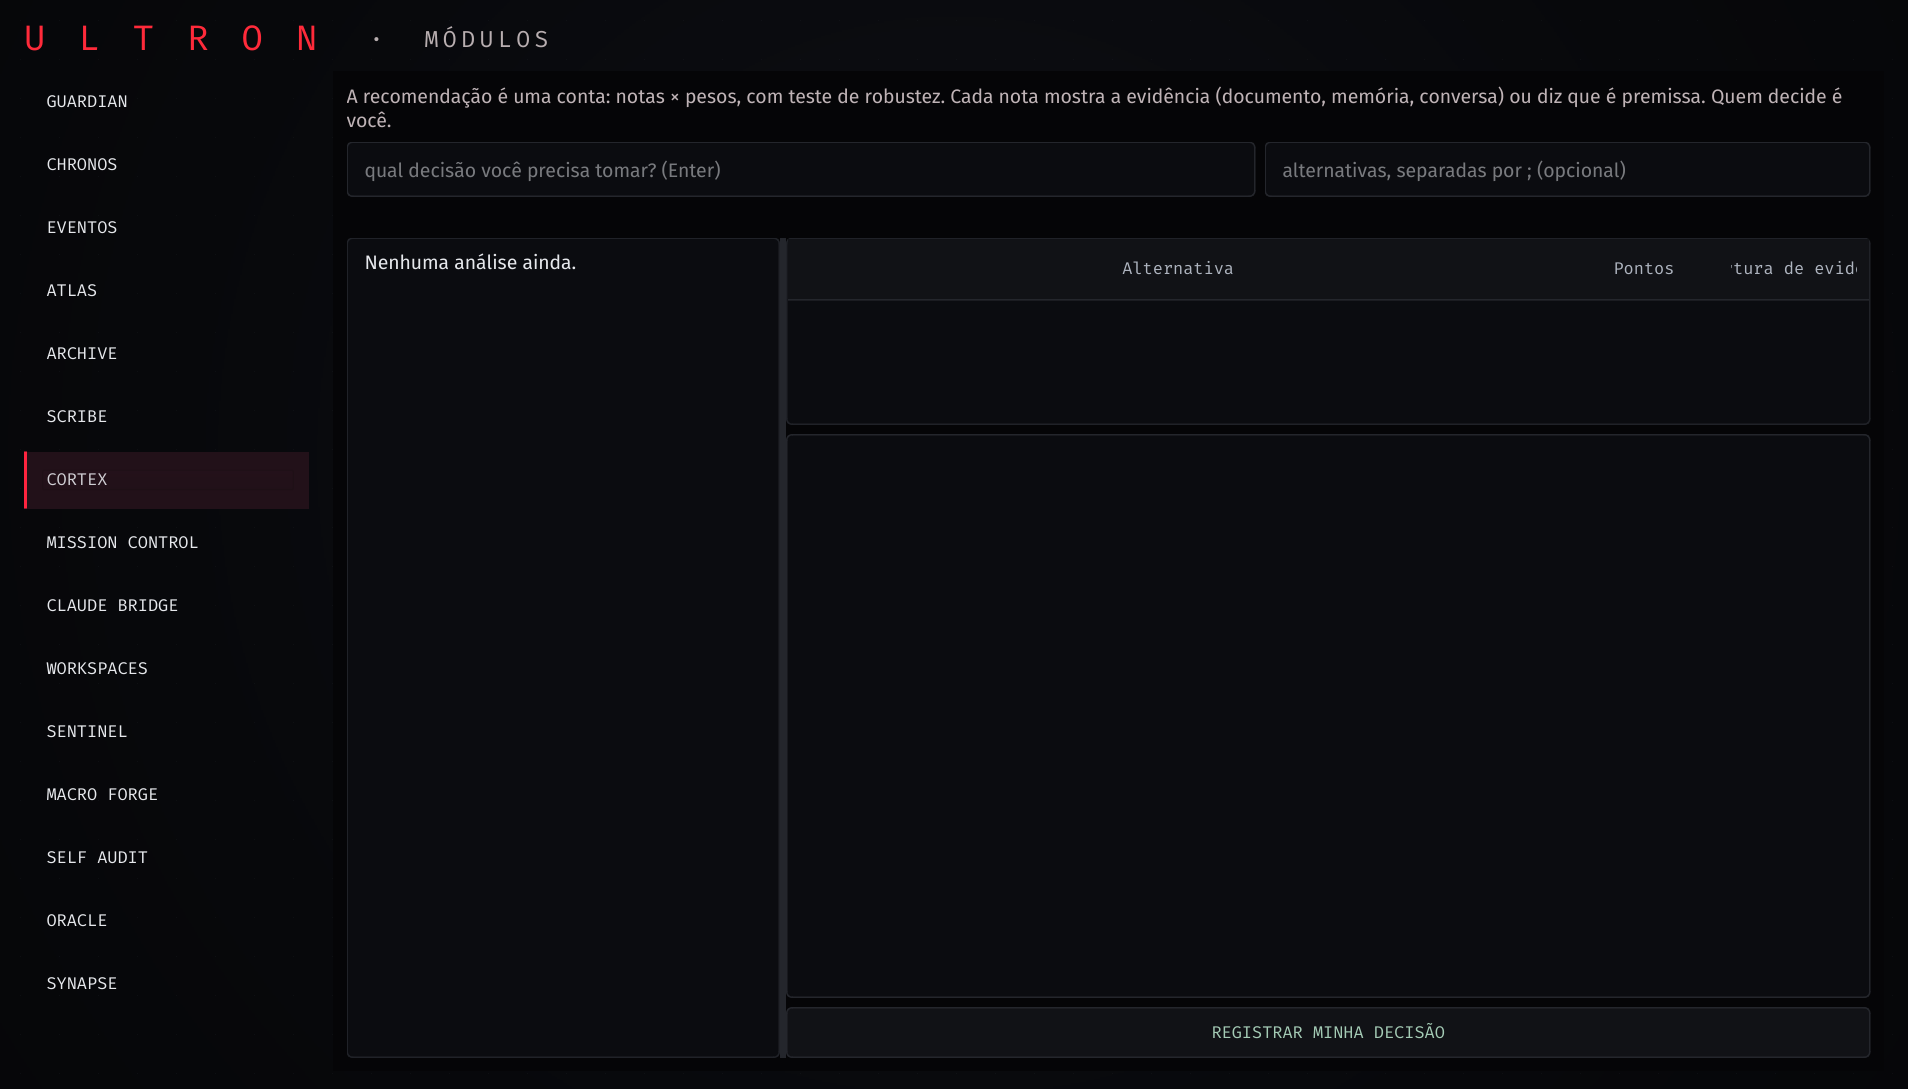 ULTRON · MÓDULOS
GUARDIAN
CHRONOS
EVENTOS
ATLAS
ARCHIVE
SCRIBE
CORTEX
MISSION CONTROL
CLAUDE BRIDGE
WORKSPACES
SENTINEL
MACRO FORGE
SELF AUDIT
ORACLE
SYNAPSE
A recomendação é uma conta: notas × pesos, com teste de robustez. Cada nota mostra a evidência (documento, memória, conversa) ou diz que é premissa. Quem decide é
você.
qual decisão você precisa tomar? (Enter)
alternativas, separadas por ; (opcional)
Nenhuma análise ainda.
Alternativa
Pontos
tura de evid
REGISTRAR MINHA DECISÃO